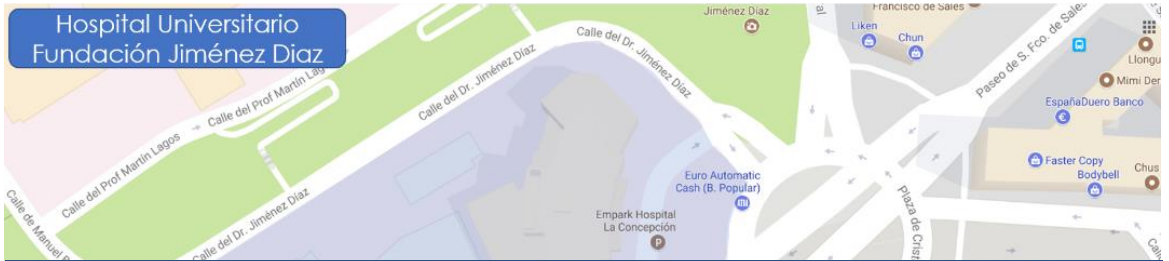 Hospital Universitario
Fundación Jiménez Diaz
Jiménez Díaz
Francisco de Sales
Liken
Chun
Calle del Dr. Jiménez Díaz
Paseo de S. Fco. de Sales
Longu
Mimi Der
EspañaDuero Banco
Calle del Prof Martín Lagos
Calle del Dr. Jiménez Díaz
Calle del Prof Martín Lagos
Faster Copy
Bodybell
Chus
Euro Automatic
Cash (B. Popular)
Calle de Manuel B
Calle del Dr. Jiménez Díaz
Empark Hospital
La Concepción
P
Plaza de Crist